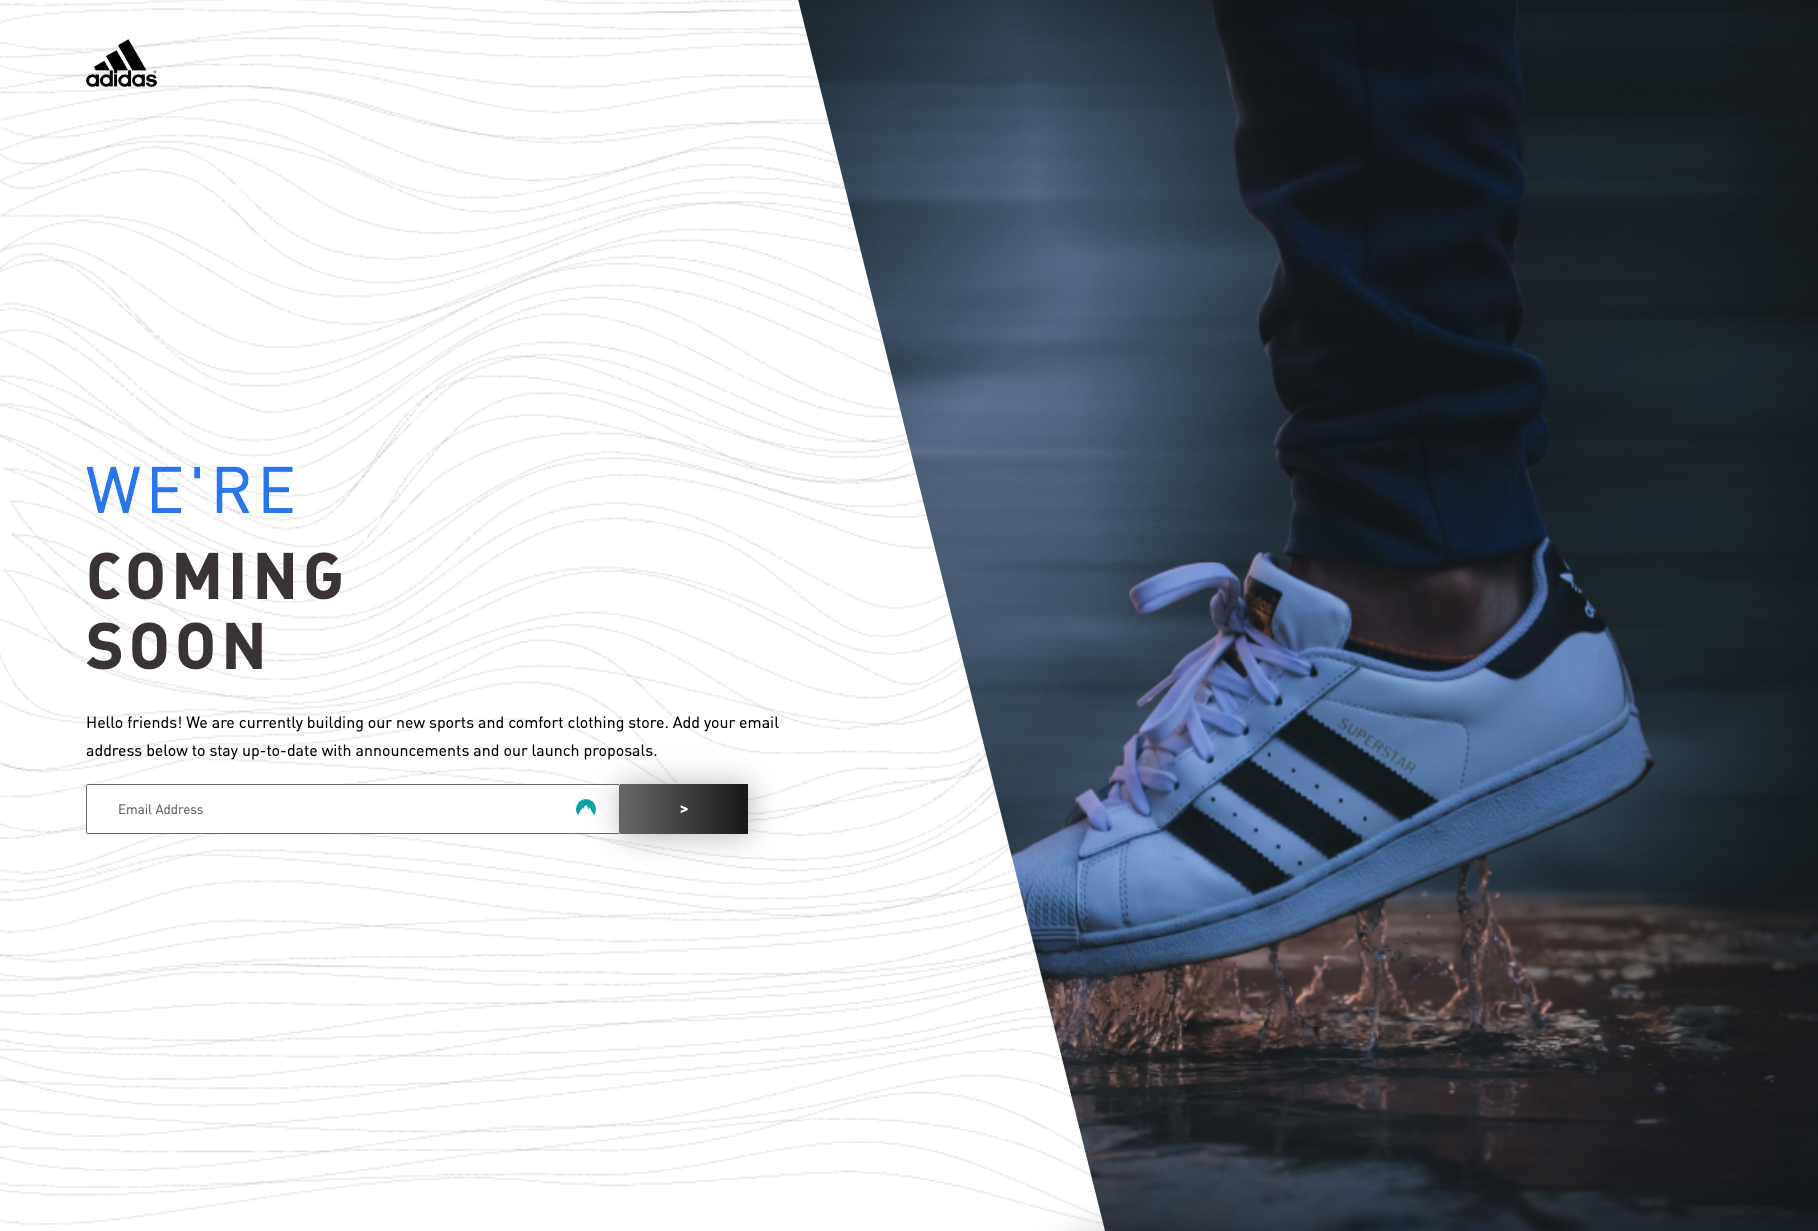 adidas
WE'RE
COMING
SOON
Hello friends! We are currently building our new sports and comfort clothing store. Add your email
address below to stay up-to-date with announcements and our launch proposals.
Email Address
>
SUPERSTAR